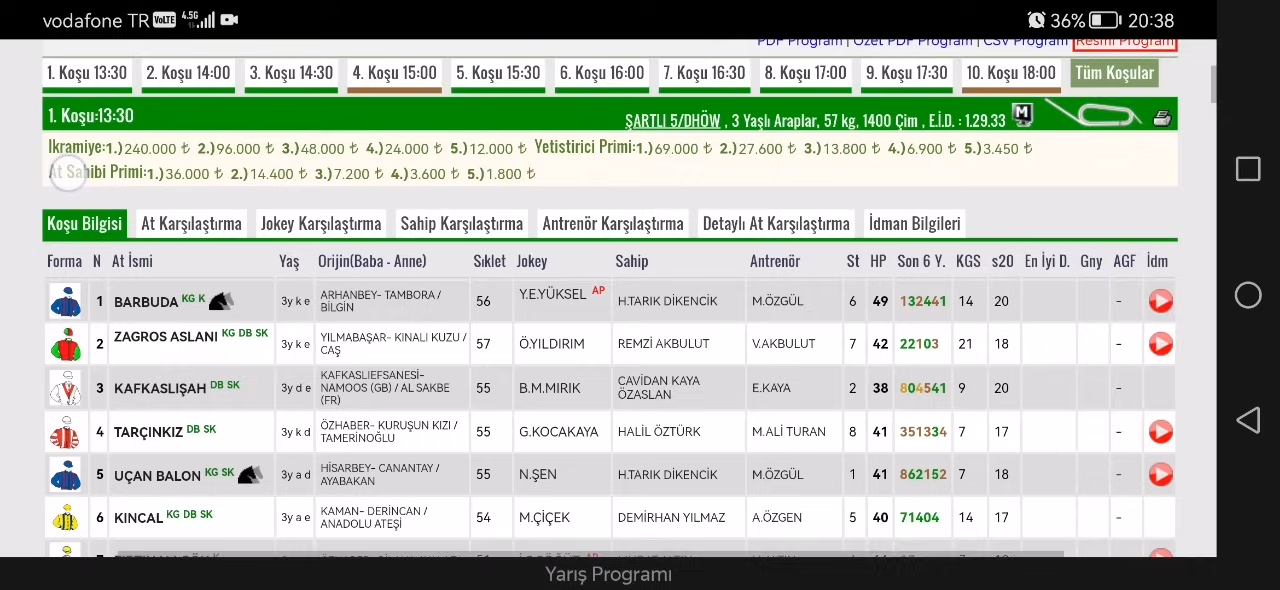 vodafone TR VoLTE 4.5G 36% 20:38
PDF Program | Özet PDF Program | CSV Program Resmi Program
1. Koşu 13:30 2. Koşu 14:00 3. Koşu 14:30 4. Koşu 15:00 5. Koşu 15:30 6. Koşu 16:00 7. Koşu 16:30 8. Koşu 17:00 9. Koşu 17:30 10. Koşu 18:00 Tüm Koşular
1. Koşu:13:30 ŞARTLI 5/DHÖW , 3 Yaşlı Araplar, 57 kg, 1400 Çim , E.İ.D. : 1.29.33 M
Ikramiye:1.)240.000 ₺ 2.)96.000 ₺ 3.)48.000 ₺ 4.)24.000 ₺ 5.)12.000 ₺ Yetistirici Primi:1.)69.000 ₺ 2.)27.600 ₺ 3.)13.800 ₺ 4.)6.900 ₺ 5.)3.450 ₺
At Sahibi Primi:1.)36.000 ₺ 2.)14.400 ₺ 3.)7.200 ₺ 4.)3.600 ₺ 5.)1.800 ₺
Koşu Bilgisi At Karşılaştırma Jokey Karşılaştırma Sahip Karşılaştırma Antrenör Karşılaştırma Detaylı At Karşılaştırma İdman Bilgileri
Forma N At İsmi Yaş Orijin(Baba - Anne) Sıklet Jokey Sahip Antrenör St HP Son 6 Y. KGS s20 En İyi D. Gny AGF İdm
1 BARBUDA KG K 3y k e ARHANBEY- TAMBORA / BİLGİN 56 Y.E.YÜKSEL AP H.TARIK DİKENCİK M.ÖZGÜL 6 49 132441 14 20 -
2 ZAGROS ASLANI KG DB SK 3y k e YILMABAŞAR- KINALI KUZU / CAŞ 57 Ö.YILDIRIM REMZİ AKBULUT V.AKBULUT 7 42 22103 21 18 -
3 KAFKASLIŞAH DB SK 3y d e KAFKASLIEFSANESİ- NAMOOS (GB) / AL SAKBE (FR) 55 B.M.MIRIK CAVİDAN KAYA ÖZASLAN E.KAYA 2 38 804541 9 20 -
4 TARÇINKIZ DB SK 3y k d ÖZHABER- KURUŞUN KIZI / TAMERİNOĞLU 55 G.KOCAKAYA HALİL ÖZTÜRK M.ALİ TURAN 8 41 351334 7 17 -
5 UÇAN BALON KG SK 3y a d HİSARBEY- CANANTAY / AYABAKAN 55 N.ŞEN H.TARIK DİKENCİK M.ÖZGÜL 1 41 862152 7 18 -
6 KINCAL KG DB SK 3y a e KAMAN- DERİNCAN / ANADOLU ATEŞİ 54 M.ÇİÇEK DEMİRHAN YILMAZ A.ÖZGEN 5 40 71404 14 17 -
Yarış Programı